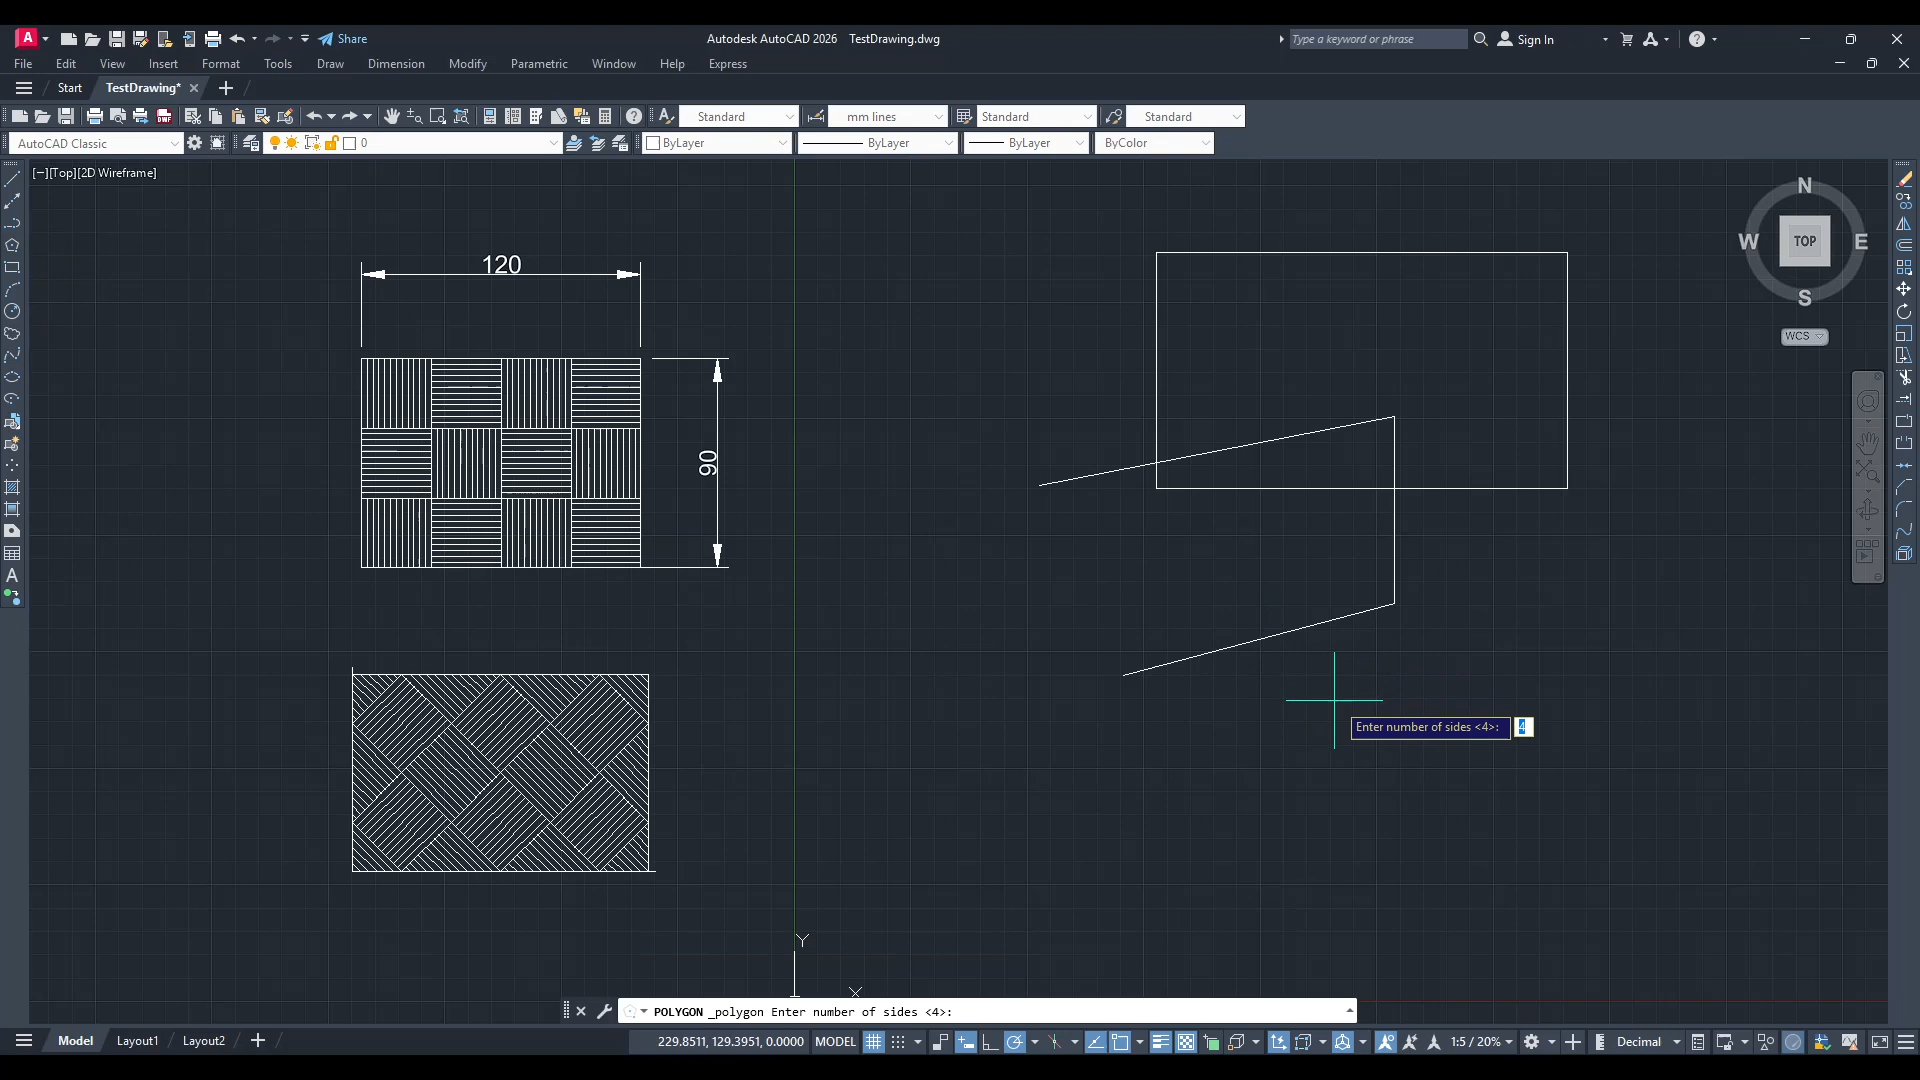 A Share Autodesk AutoCAD 2026 TestDrawing.dwg Type a keyword or phrase Sign In
File Edit View Insert Format Tools Draw Dimension Modify Parametric Window Help Express
Start TestDrawing*
Standard mm lines Standard Standard
AutoCAD Classic 0 ByLayer ByLayer ByLayer ByColor
[−][Top][2D Wireframe]
N
W TOP E
S
WCS
120
90
Enter number of sides <4>: 4
Y
X
POLYGON _polygon Enter number of sides <4>:
Model Layout1 Layout2 229.8511, 129.3951, 0.0000 MODEL 1:5 / 20% Decimal